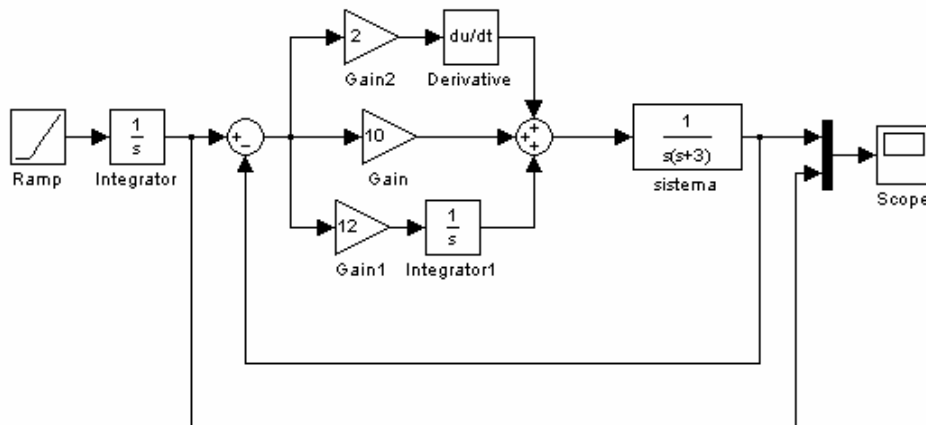 2
du/dt
Gain2
Derivative
1
s
+
−
10
+
+
+
1
s(s+3)
Ramp
Integrator
Gain
sistema
Scope
12
1
s
Gain1
Integrator1